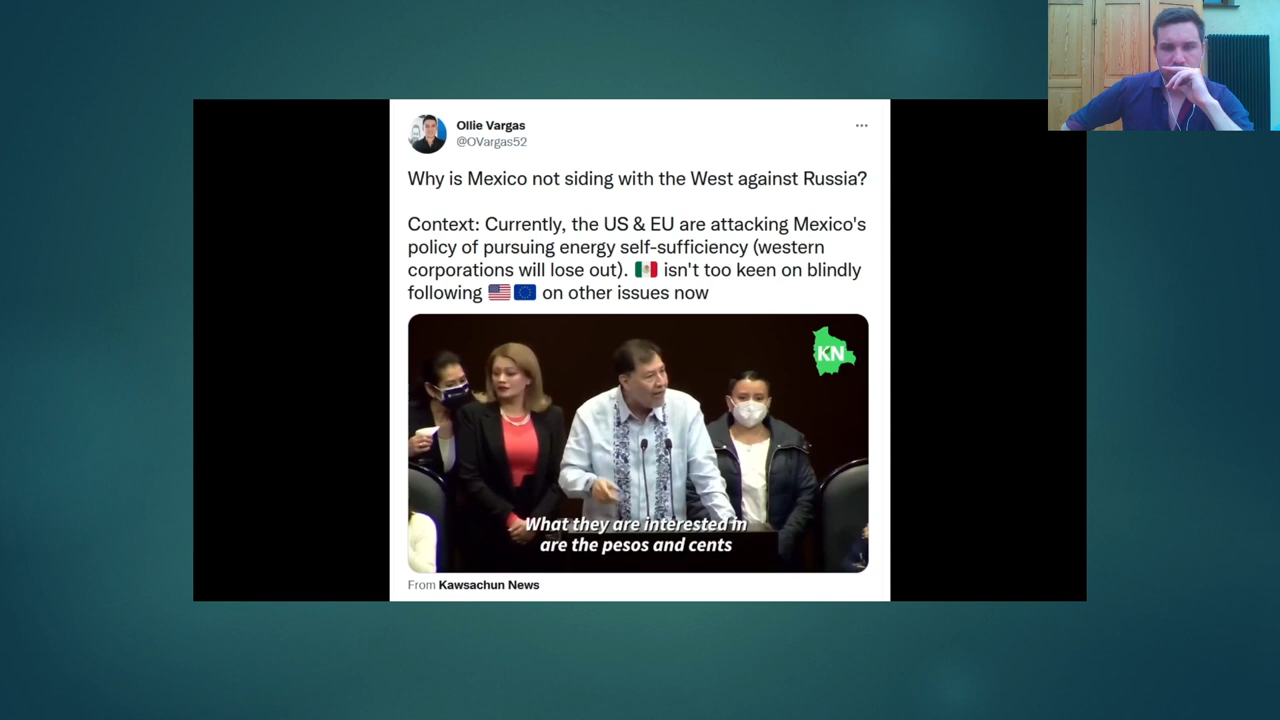 Ollie Vargas
@OVargas52
Why is Mexico not siding with the West against Russia?
Context: Currently, the US & EU are attacking Mexico's
policy of pursuing energy self-sufficiency (western
corporations will lose out). 🇲🇽 isn't too keen on blindly
following 🇺🇸🇪🇺 on other issues now
KN
What they are interested in
are the pesos and cents
From Kawsachun News